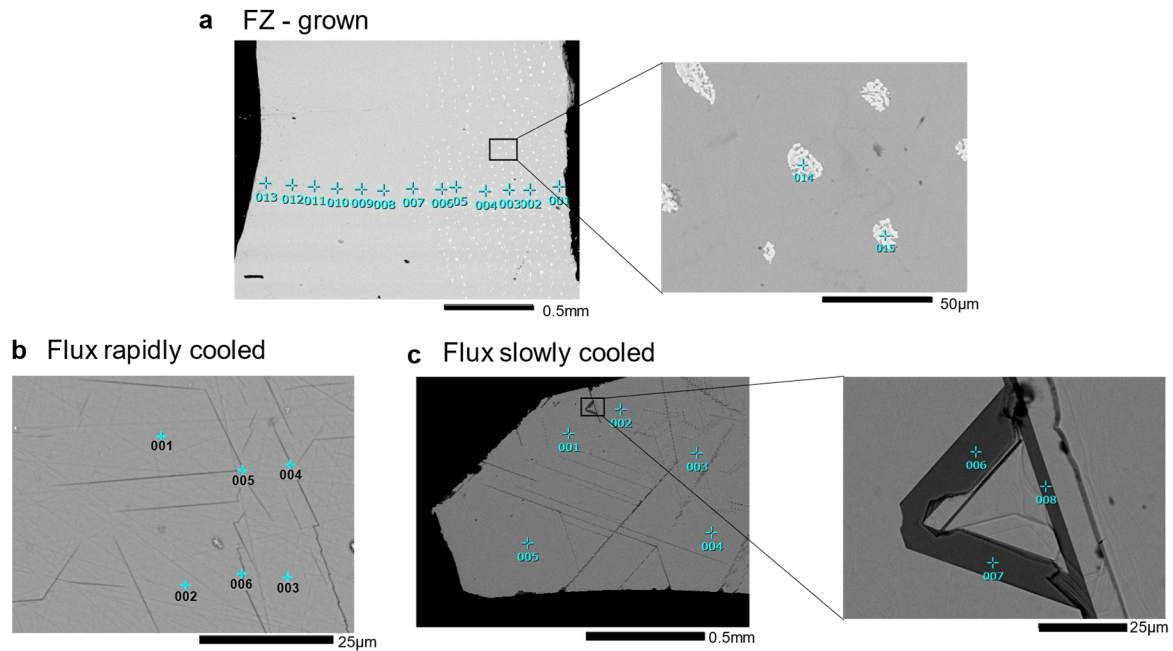 a FZ - grown
013 012 011 010 009 008 007 006 05 004 003 002 001
0.5mm
014
015
50µm
b Flux rapidly cooled
001
005
004
002
006
003
25µm
c Flux slowly cooled
002
001
003
004
005
0.5mm
006
008
007
25µm